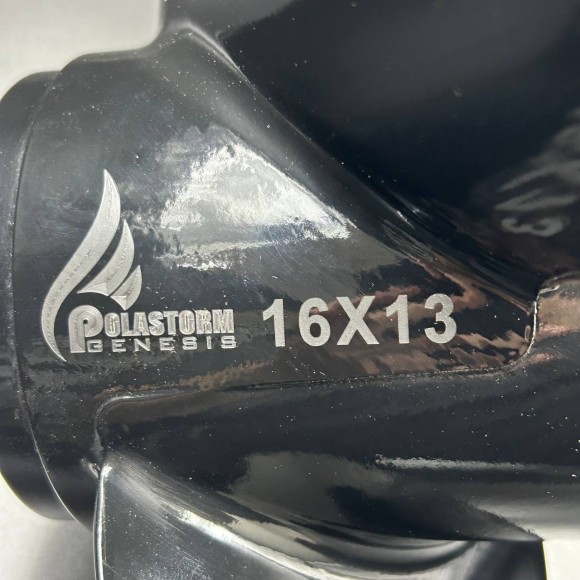 POLASTORM
GENESIS
16X13